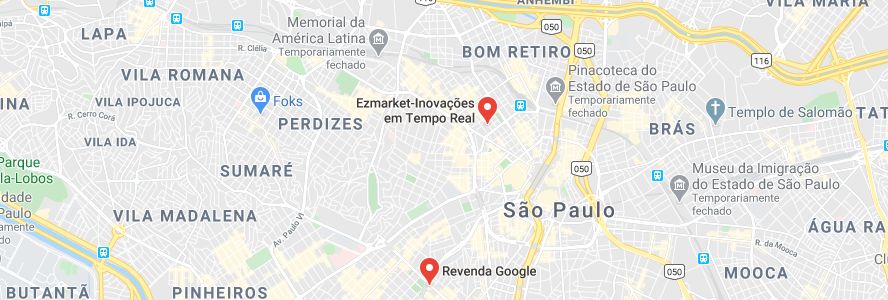 ANHEMBI
VILA MARIA
LAPA
Memorial da
América Latina
Temporariamente
fechado
R. Clélia
BOM RETIRO
050
116
VILA ROMANA
Pinacoteca do
Estado de São Paulo
Temporariamente
fechado
VILA IPOJUCA
R. Cerro Corá
Foks
Ezmarket-Inovações
em Tempo Real
PERDIZES
Templo de Salomão
BRÁS
VILA IDA
Parque
la-Lobos
SUMARÉ
050
Museu da Imigração
do Estado de São Paulo
Temporariamente
fechado
dade
Paulo
VILA MADALENA
Av. Paulo VI
São Paulo
ÁGUA RA
R. da Mooca
Revenda Google
050
MOOCA
BUTANTÃ
PINHEIROS